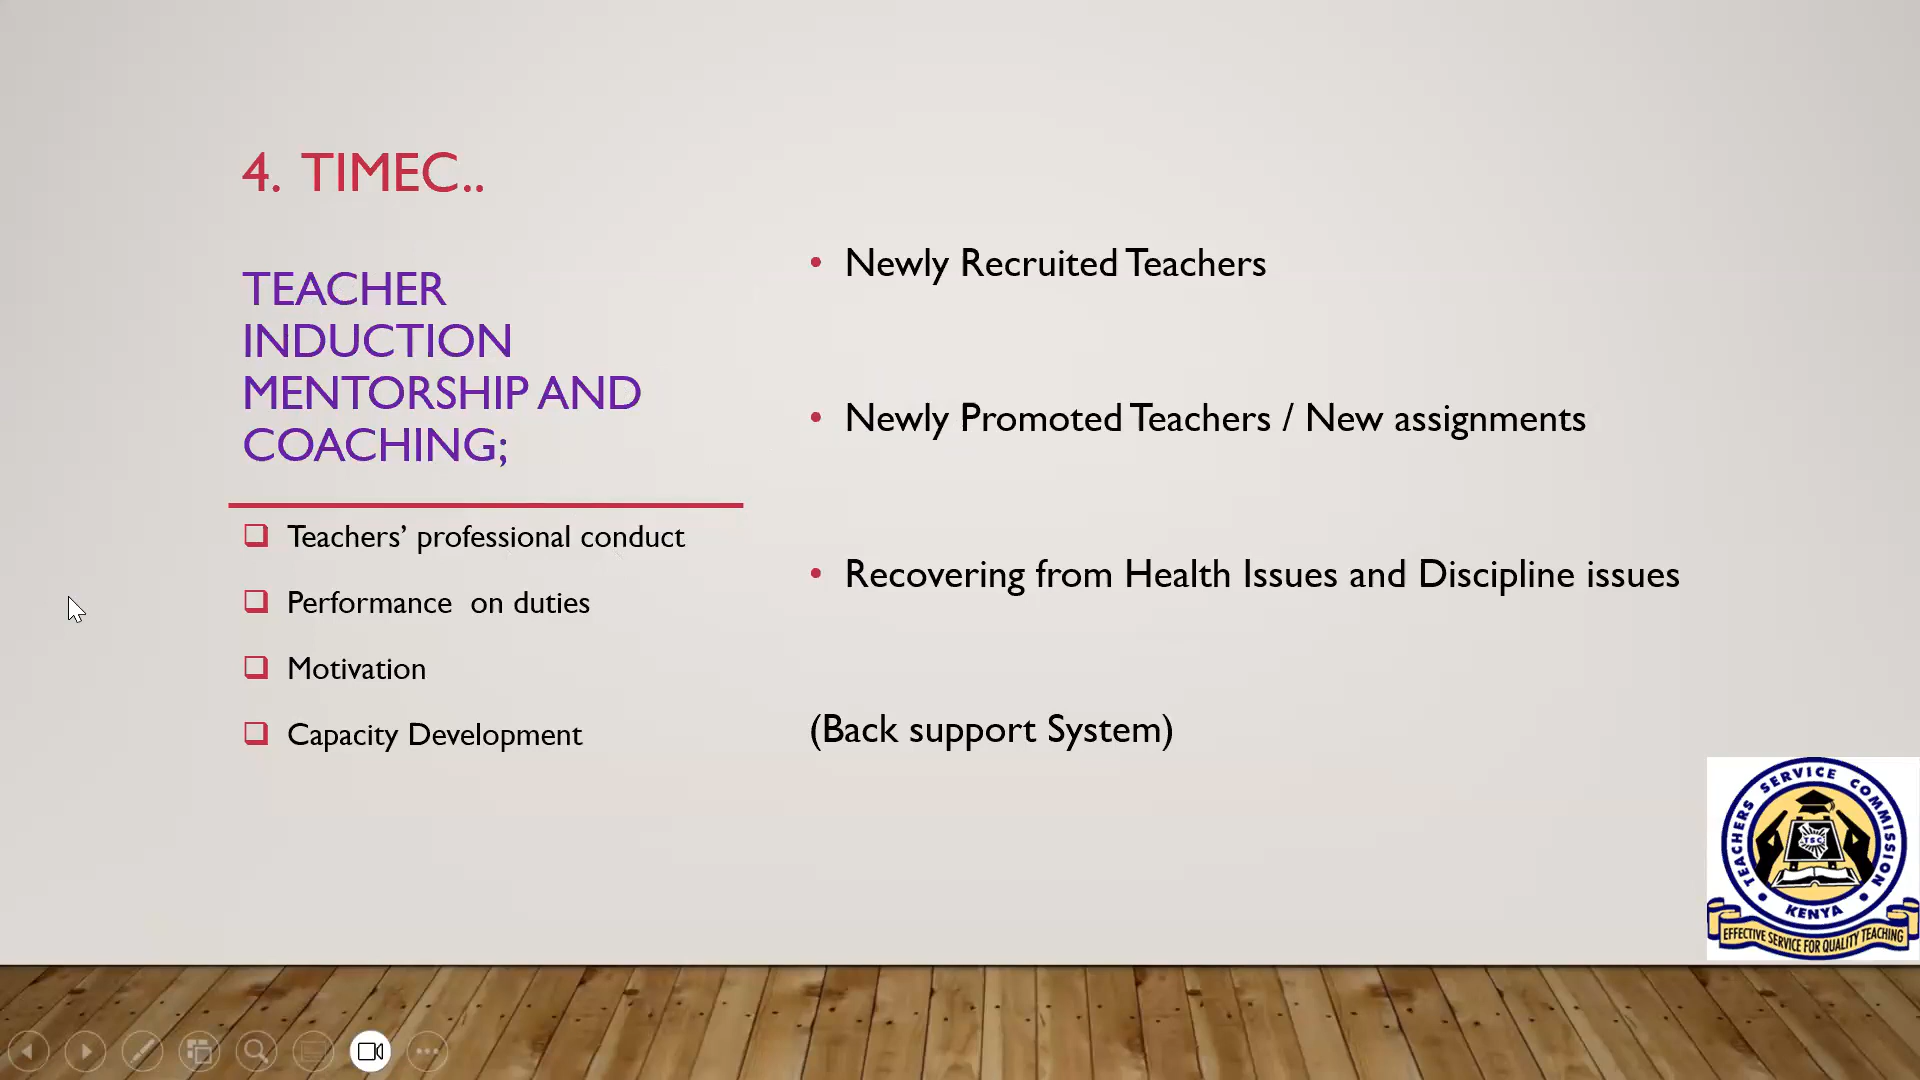 4. TIMEC..
TEACHER
INDUCTION
MENTORSHIP AND
COACHING;
❑ Teachers’ professional conduct
❑ Performance on duties
❑ Motivation
❑ Capacity Development
• Newly Recruited Teachers
• Newly Promoted Teachers / New assignments
• Recovering from Health Issues and Discipline issues
(Back support System)
TEACHERS SERVICE COMMISSION
TSC
KENYA
EFFECTIVE SERVICE FOR QUALITY TEACHING